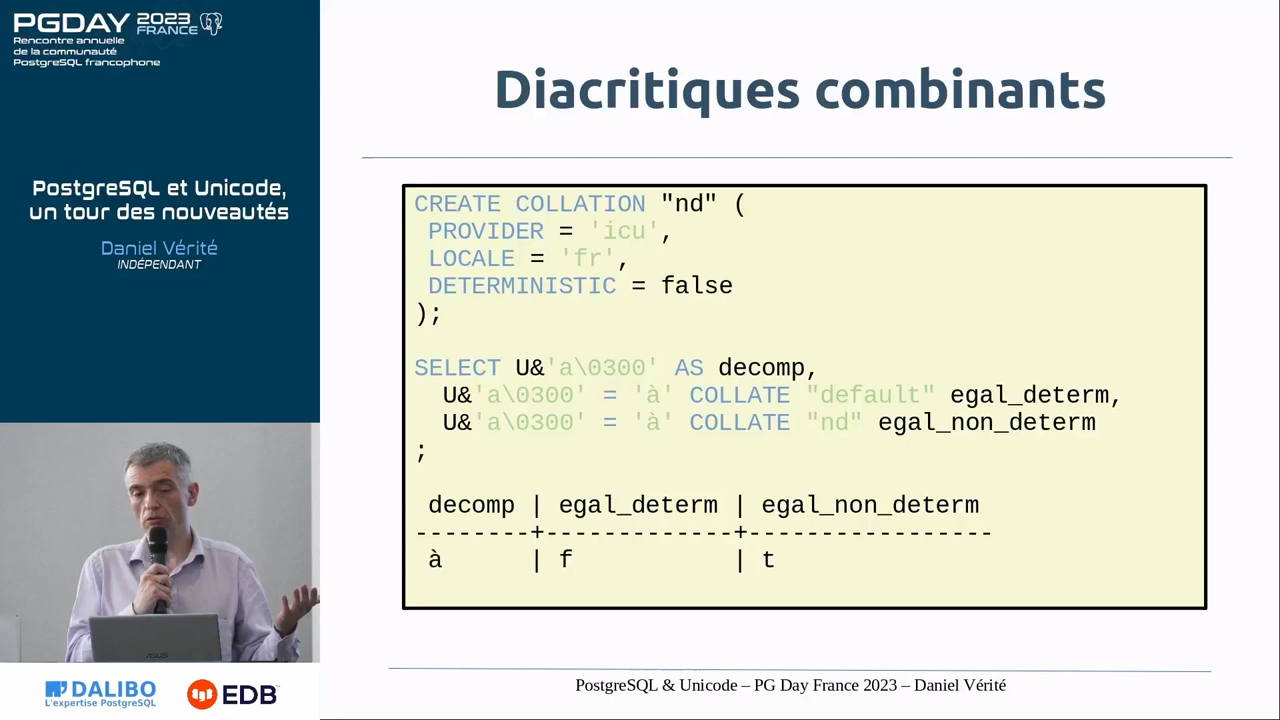 PGDAY 2023 FRANCE
Rencontre annuelle
de la communauté
PostgreSQL francophone
PostgreSQL et Unicode,
un tour des nouveautés
Daniel Vérité
INDÉPENDANT
ASUS
DALIBO
L'expertise PostgreSQL
EDB
Diacritiques combinants
CREATE COLLATION "nd" (
PROVIDER = 'icu',
LOCALE = 'fr',
DETERMINISTIC = false
);
SELECT U&'a\0300' AS decomp,
U&'a\0300' = 'à' COLLATE "default" egal_determ,
U&'a\0300' = 'à' COLLATE "nd" egal_non_determ
;
decomp | egal_determ | egal_non_determ
--------+-------------+-----------------
à | f | t
PostgreSQL & Unicode – PG Day France 2023 – Daniel Vérité